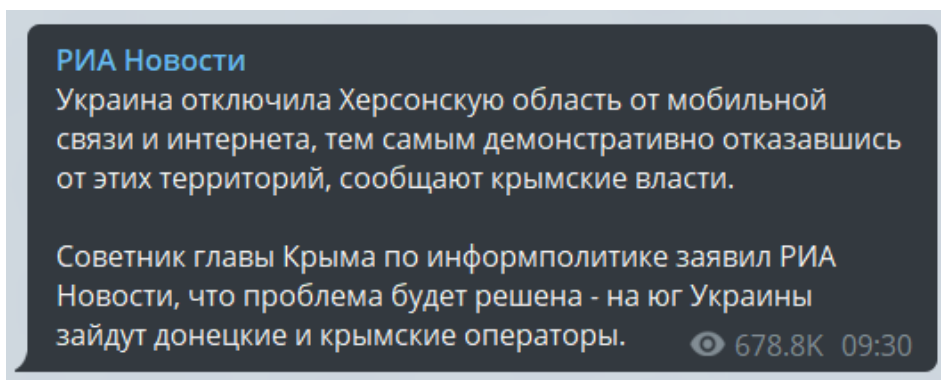 РИА Новости
Украина отключила Херсонскую область от мобильной
связи и интернета, тем самым демонстративно отказавшись
от этих территорий, сообщают крымские власти.
Советник главы Крыма по информполитике заявил РИА
Новости, что проблема будет решена - на юг Украины
зайдут донецкие и крымские операторы.
678.8K 09:30